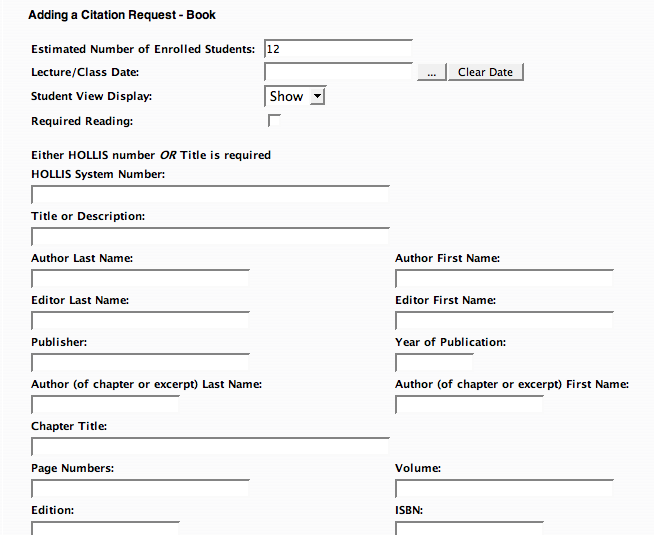 Adding a Citation Request - Book
Estimated Number of Enrolled Students: 12
Lecture/Class Date: ... Clear Date
Student View Display: Show
Required Reading:
Either HOLLIS number OR Title is required
HOLLIS System Number:
Title or Description:
Author Last Name: Author First Name:
Editor Last Name: Editor First Name:
Publisher: Year of Publication:
Author (of chapter or excerpt) Last Name: Author (of chapter or excerpt) First Name:
Chapter Title:
Page Numbers: Volume:
Edition: ISBN: